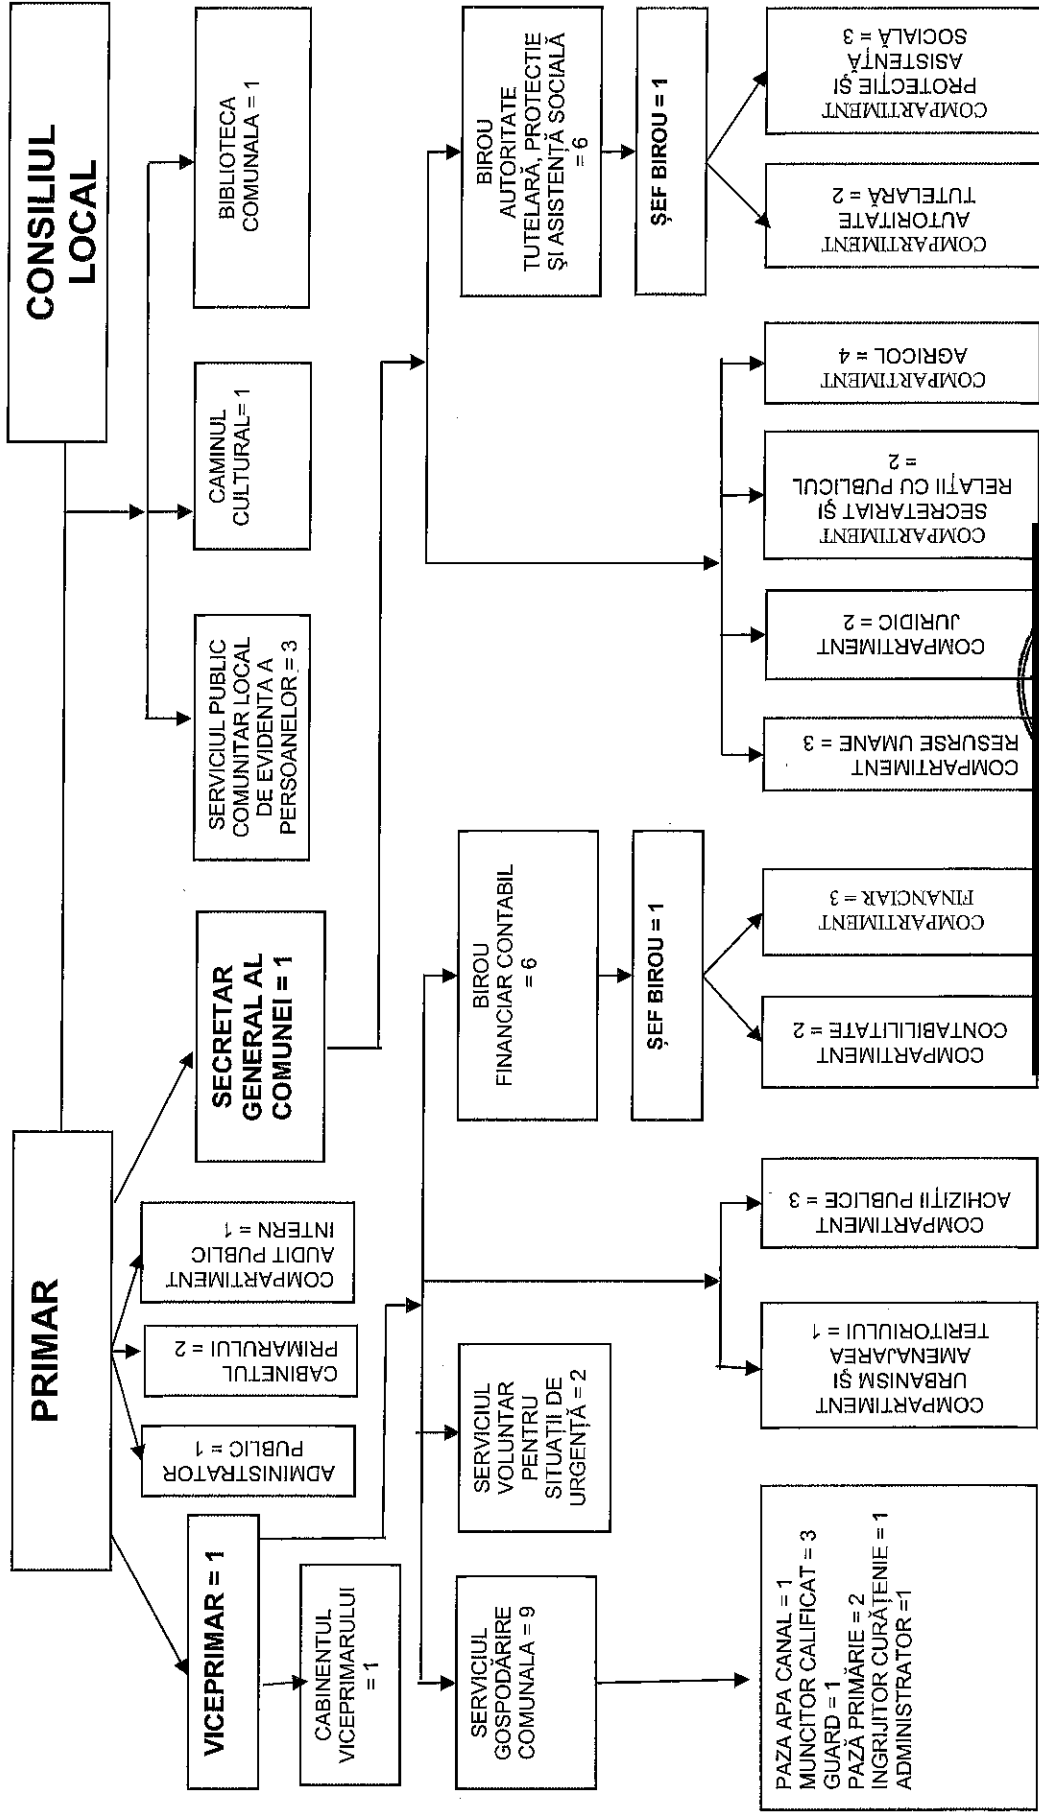 PRIMAR
CONSILIUL
LOCAL
VICEPRIMAR = 1
ADMINISTRATOR
PUBLIC = 1
CABINETUL
PRIMARULUI = 2
COMPARTIMENT
AUDIT PUBLIC
INTERN = 1
SECRETAR
GENERAL AL
COMUNEI = 1
SERVICIUL PUBLIC
COMUNITAR LOCAL
DE EVIDENTA A
PERSOANELOR = 3
CAMINUL
CULTURAL= 1
BIBLIOTECA
COMUNALA = 1
CABINENTUL
VICEPRIMARULUI
= 1
SERVICIUL
GOSPODĂRIRE
COMUNALA = 9
SERVICIUL
VOLUNTAR
PENTRU
SITUAȚII DE
URGENȚĂ = 2
BIROU
FINANCIAR CONTABIL
= 6
BIROU
AUTORITATE
TUTELARĂ, PROTECTIE
ȘI ASISTENȚĂ SOCIALĂ
= 6
ȘEF BIROU = 1
ȘEF BIROU = 1
PAZA APA CANAL = 1
MUNCITOR CALIFICAT = 3
GUARD = 1
PAZĂ PRIMĂRIE = 2
INGRIJITOR CURĂȚENIE = 1
ADMINISTRATOR =1
COMPARTIMENT
URBANISM ȘI
AMENAJAREA
TERITORIULUI = 1
COMPARTIMENT
ACHIZIȚII PUBLICE = 3
COMPARTIMENT
CONTABILILITATE = 2
COMPARTIMENT
FINANCIAR = 3
COMPARTIMENT
RESURSE UMANE = 3
COMPARTIMENT
JURIDIC = 2
COMPARTIMENT
SECRETARIAT ȘI
RELAȚII CU PUBLICUL
= 2
COMPARTIMENT
AGRICOL = 4
COMPARTIMENT
AUTORITATE
TUTELARĂ = 2
COMPARTIMENT
PROTECȚIE ȘI
ASISTENȚĂ
SOCIALĂ = 3